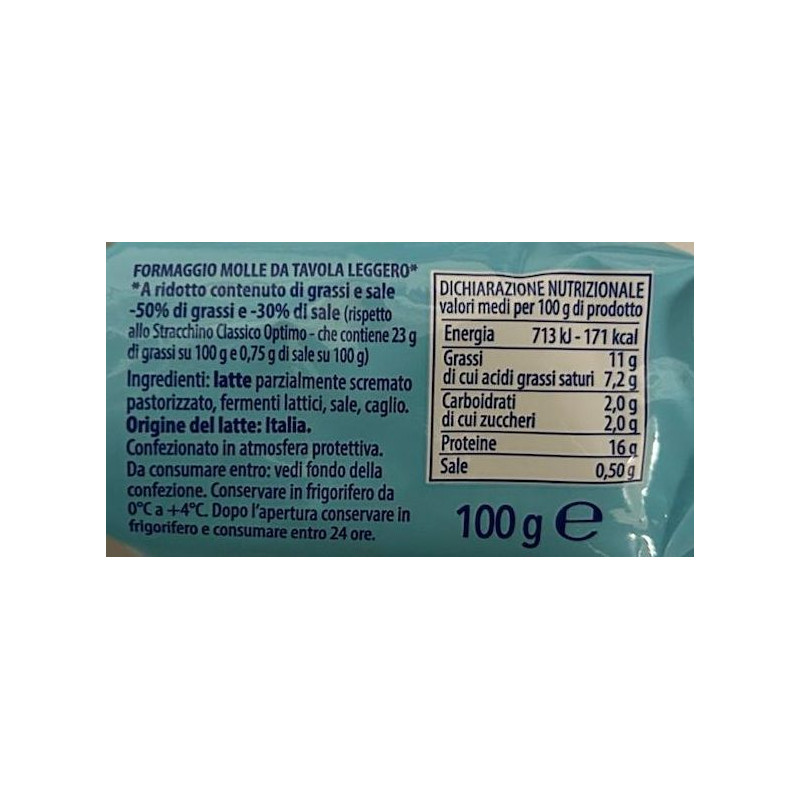 FORMAGGIO MOLLE DA TAVOLA LEGGERO*
*A ridotto contenuto di grassi e sale
-50% di grassi e -30% di sale (rispetto
allo Stracchino Classico Optimo - che contiene 23 g
di grassi su 100 g e 0,75 g di sale su 100 g)
Ingredienti: latte parzialmente scremato
pastorizzato, fermenti lattici, sale, caglio.
Origine del latte: Italia.
Confezionato in atmosfera protettiva.
Da consumare entro: vedi fondo della
confezione. Conservare in frigorifero da
0°C a +4°C. Dopo l'apertura conservare in
frigorifero e consumare entro 24 ore.
DICHIARAZIONE NUTRIZIONALE
valori medi per 100 g di prodotto
Energia 713 kJ - 171 kcal
Grassi 11 g
di cui acidi grassi saturi 7,2 g
Carboidrati 2,0 g
di cui zuccheri 2,0 g
Proteine 16 g
Sale 0,50 g
100 g e